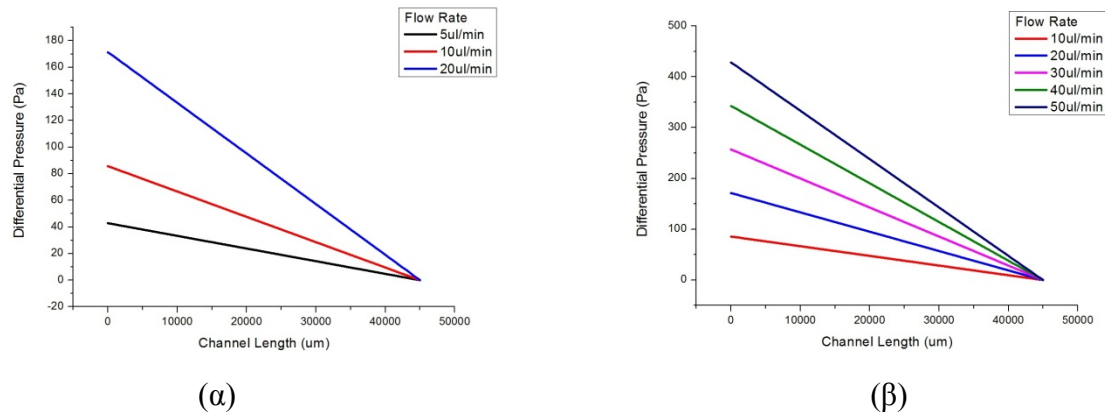 Flow Rate
5ul/min
10ul/min
20ul/min
180
160
140
120
100
80
60
40
20
0
-20
Differential Pressure (Pa)
0
10000
20000
30000
40000
50000
Channel Length (um)
(α)
Flow Rate
10ul/min
20ul/min
30ul/min
40ul/min
50ul/min
500
400
300
200
100
0
Differential Pressure (Pa)
0
10000
20000
30000
40000
50000
Channel Length (um)
(β)